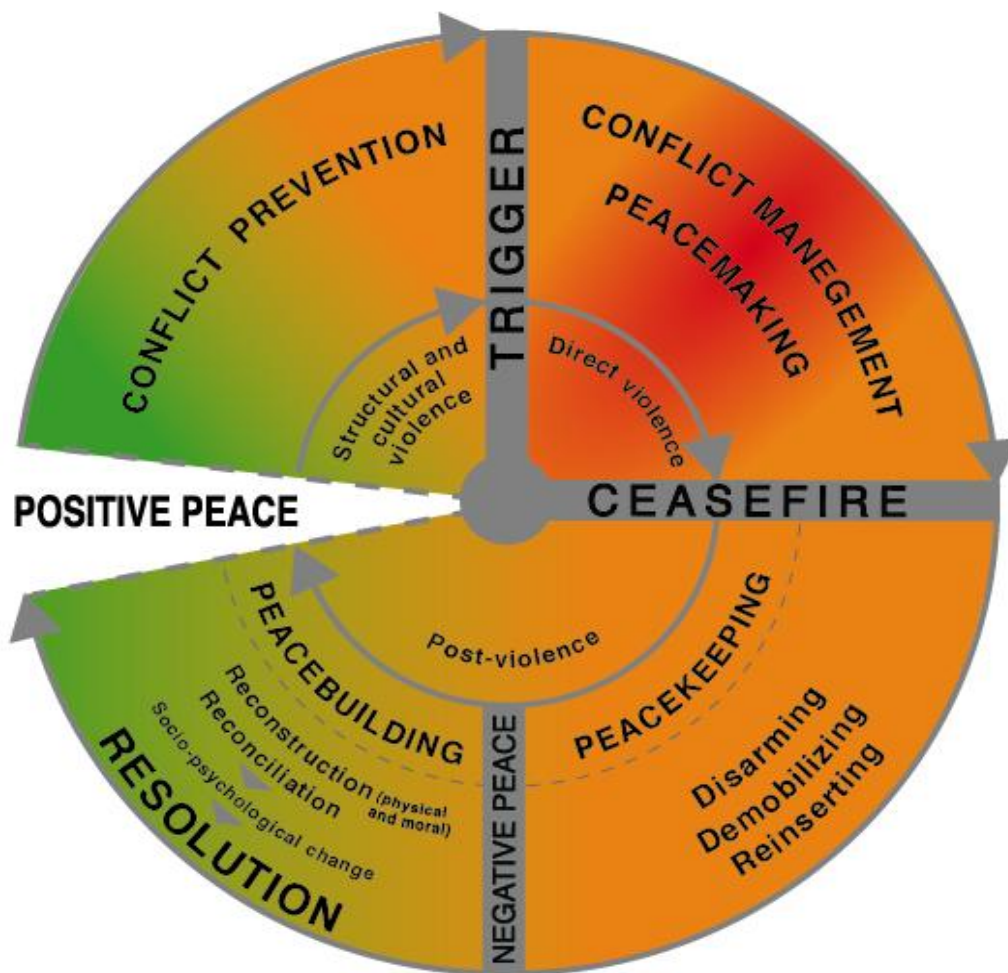 CONFLICT PREVENTION
TRIGGER
CONFLICT MANEGEMENT
PEACEMAKING
Structural and
cultural
violence
Direct violence
POSITIVE PEACE
CEASEFIRE
Post-violence
PEACEBUILDING
PEACEKEEPING
Reconstruction (physical
and moral)
Reconciliation
Socio-psychological change
RESOLUTION
NEGATIVE PEACE
Disarming
Demobilizing
Reinserting